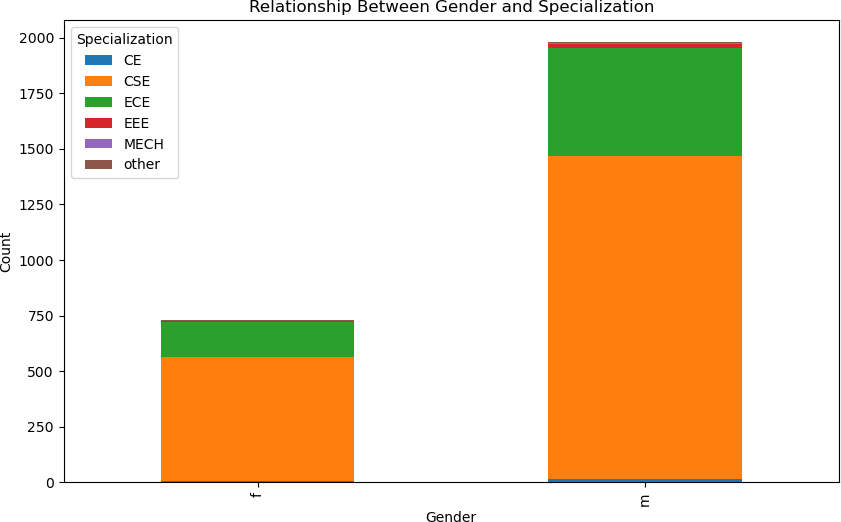 Relationship Between Gender and Specialization
Specialization
CE
CSE
ECE
EEE
MECH
other
2000
1750
1500
1250
1000
750
500
250
0
Count
f
m
Gender